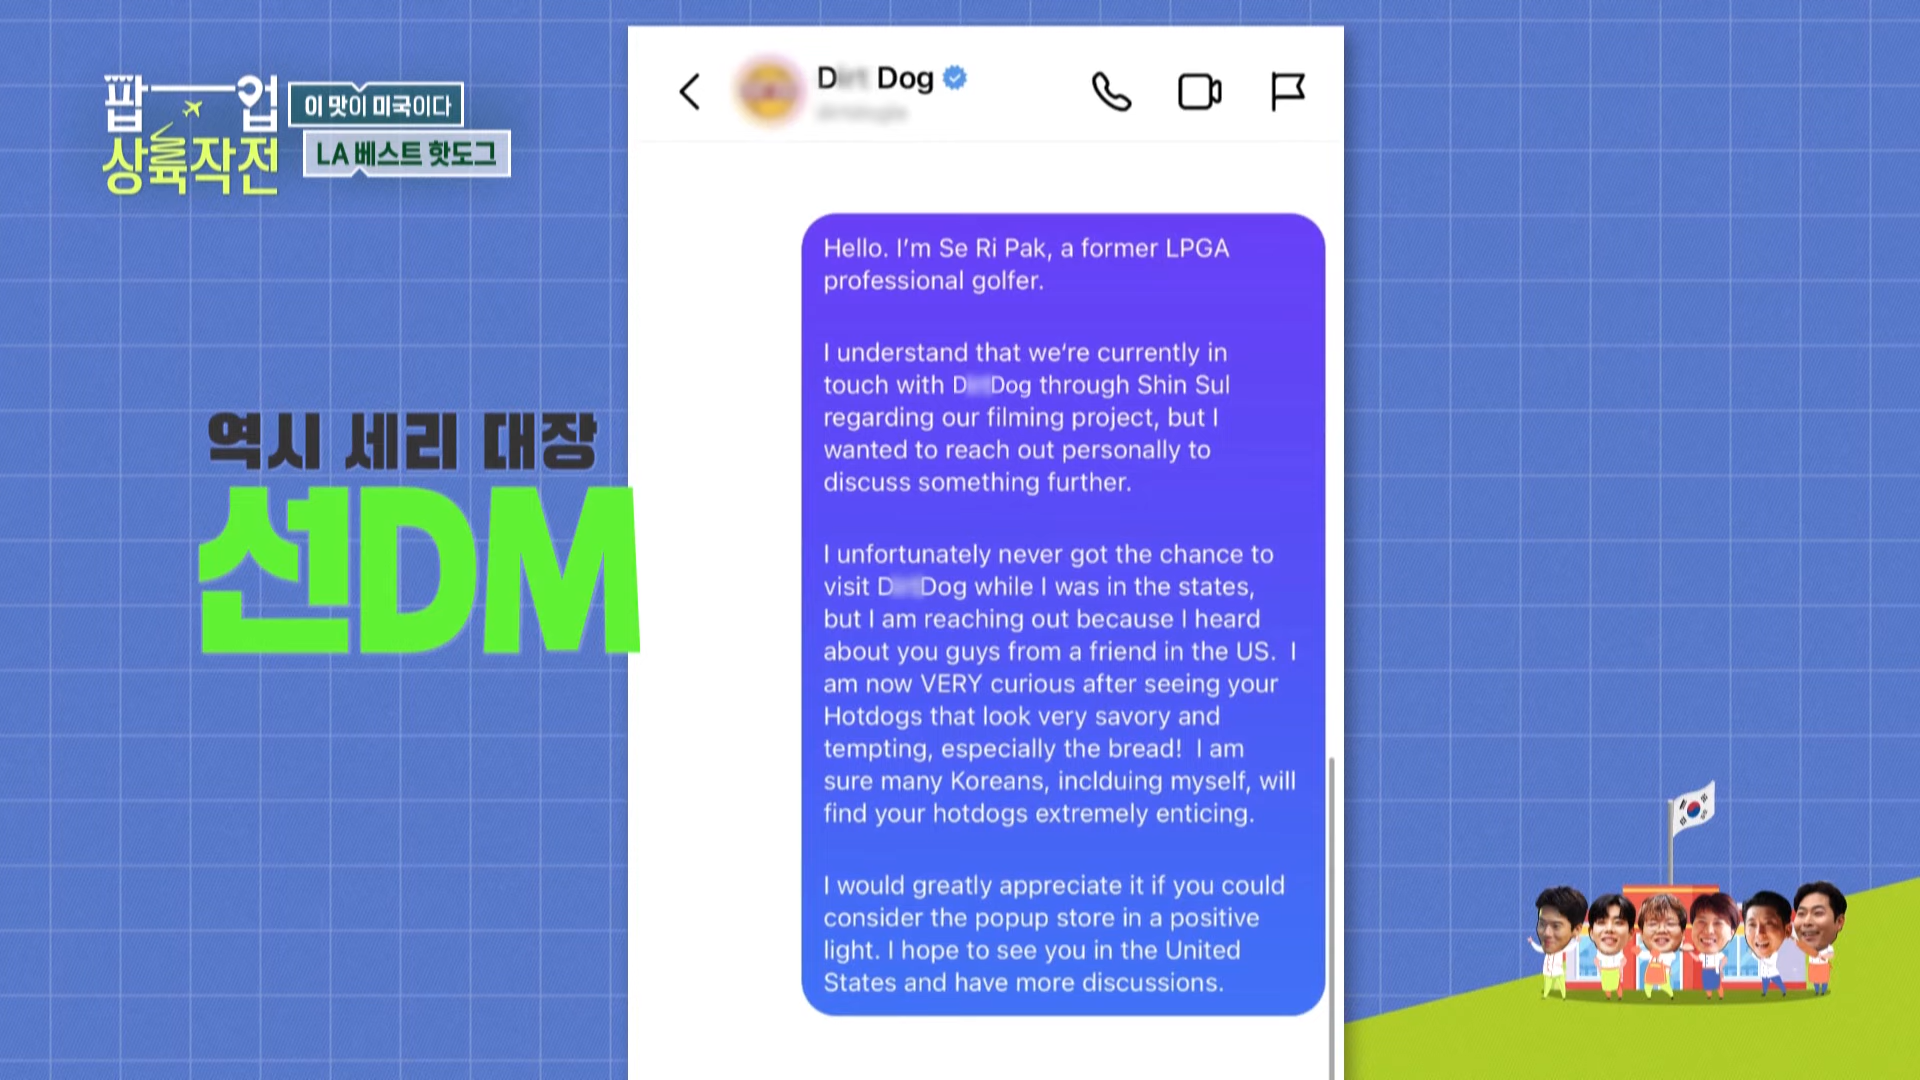 팝업
상륙작전
이 맛이 미국이다
LA 베스트 핫도그
역시 세리 대장
선DM
D Dog
Hello. I’m Se Ri Pak, a former LPGA
professional golfer.
I understand that we‘re currently in
touch with D Dog through Shin Sul
regarding our filming project, but I
wanted to reach out personally to
discuss something further.
I unfortunately never got the chance to
visit D Dog while I was in the states,
but I am reaching out because I heard
about you guys from a friend in the US.  I
am now VERY curious after seeing your
Hotdogs that look very savory and
tempting, especially the bread!  I am
sure many Koreans, inclduing myself, will
find your hotdogs extremely enticing.
I would greatly appreciate it if you could
consider the popup store in a positive
light. I hope to see you in the United
States and have more discussions.